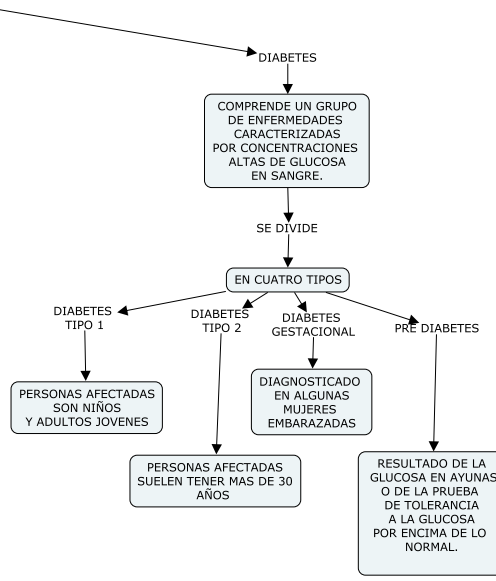 DIABETES
COMPRENDE UN GRUPO
DE ENFERMEDADES
CARACTERIZADAS
POR CONCENTRACIONES
ALTAS DE GLUCOSA
EN SANGRE.
SE DIVIDE
EN CUATRO TIPOS
DIABETES
TIPO 1
DIABETES
TIPO 2
DIABETES
GESTACIONAL
PRE DIABETES
PERSONAS AFECTADAS
SON NIÑOS
Y ADULTOS JOVENES
PERSONAS AFECTADAS
SUELEN TENER MAS DE 30
AÑOS
DIAGNOSTICADO
EN ALGUNAS
MUJERES
EMBARAZADAS
RESULTADO DE LA
GLUCOSA EN AYUNAS
O DE LA PRUEBA
DE TOLERANCIA
A LA GLUCOSA
POR ENCIMA DE LO
NORMAL.